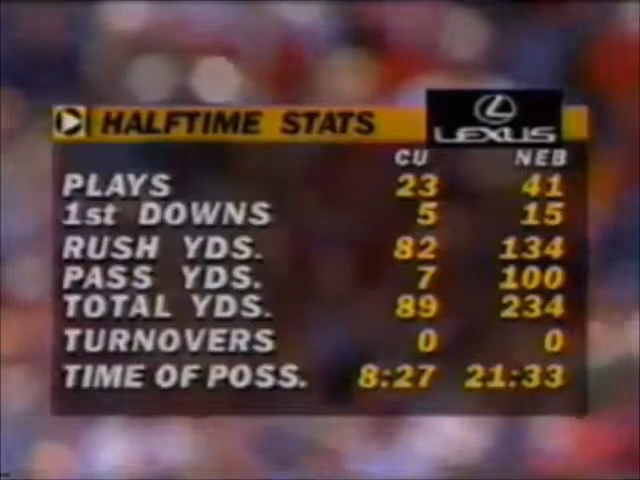 HALFTIME STATS
LEXUS
CU NEB
PLAYS 23 41
1st DOWNS 5 15
RUSH YDS. 82 134
PASS YDS. 7 100
TOTAL YDS. 89 234
TURNOVERS 0 0
TIME OF POSS. 8:27 21:33